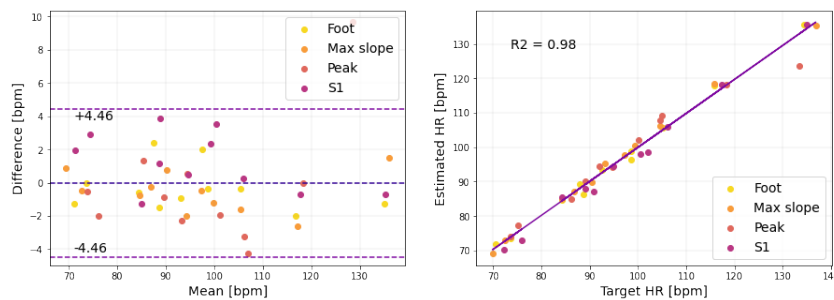 10
8
6
4
2
0
−2
−4
Difference [bpm]
+4.46
-4.46
Foot
Max slope
Peak
S1
70
80
90
100
110
120
130
Mean [bpm]
130
120
110
100
90
80
70
Estimated HR [bpm]
R2 = 0.98
Foot
Max slope
Peak
S1
70
80
90
100
110
120
130
Target HR [bpm]